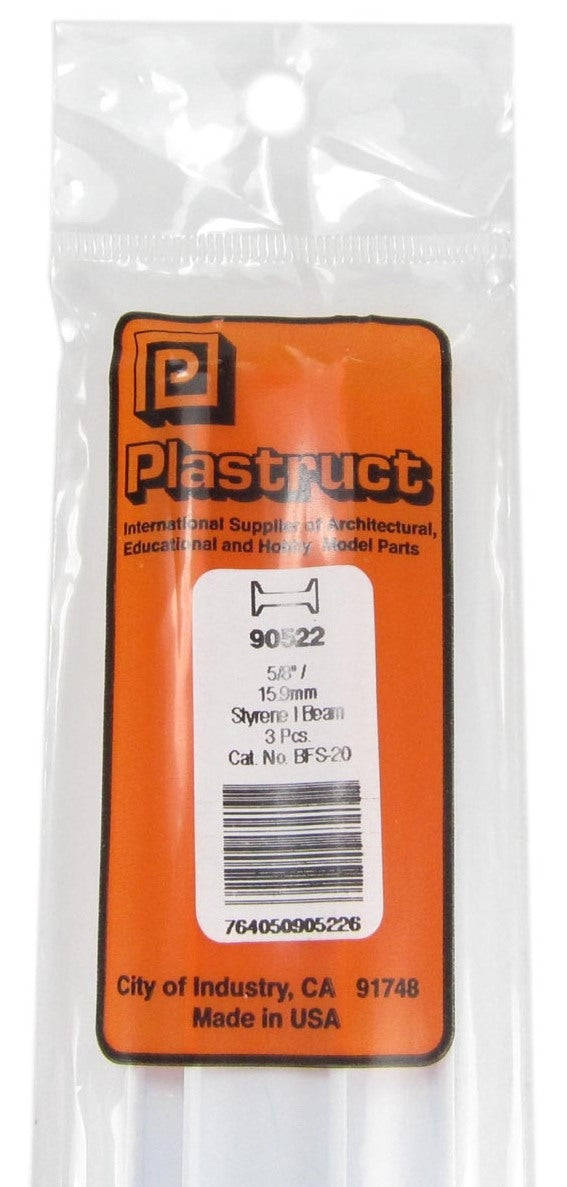 P
Plastruct
International Supplier of Architectural,
Educational and Hobby Model Parts
90522
5/8" /
15.9mm
Styrene I Beam
3 Pcs.
Cat. No. BFS-20
764050905226
City of Industry, CA 91748
Made in USA